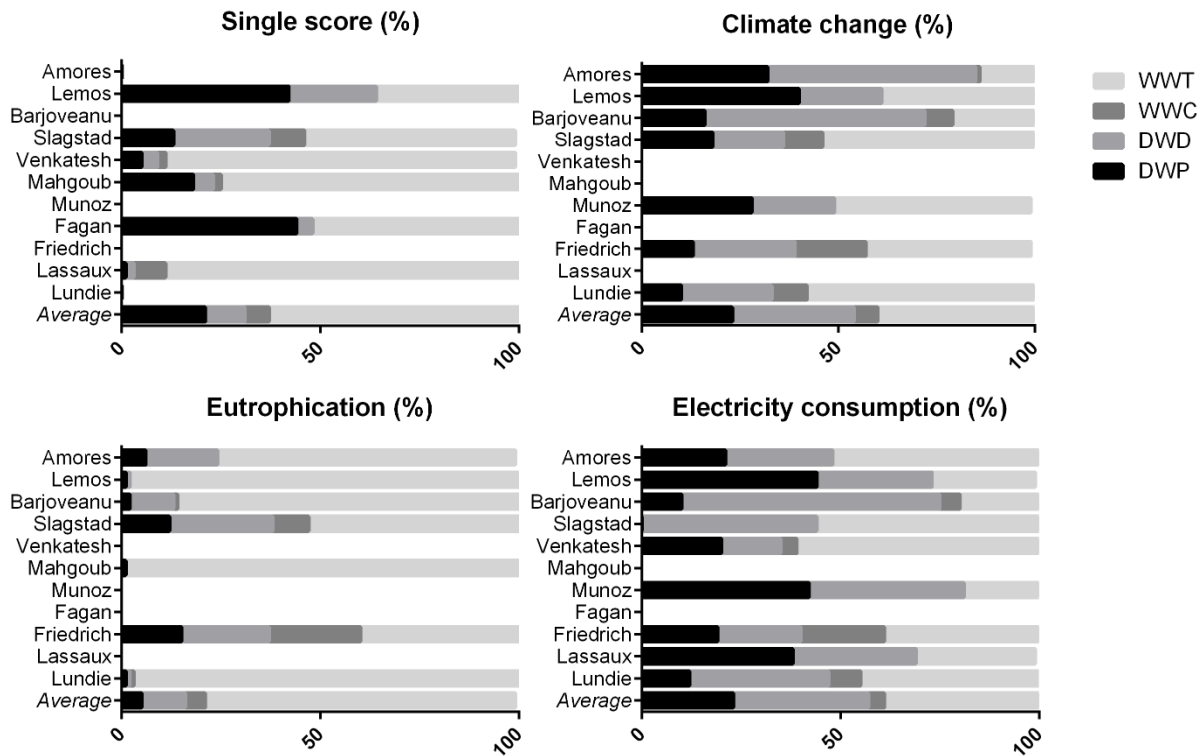 Single score (%)
Amores
Lemos
Barjoveanu
Slagstad
Venkatesh
Mahgoub
Munoz
Fagan
Friedrich
Lassaux
Lundie
Average
0 50 100
Climate change (%)
Amores
Lemos
Barjoveanu
Slagstad
Venkatesh
Mahgoub
Munoz
Fagan
Friedrich
Lassaux
Lundie
Average
0 50 100
WWT
WWC
DWD
DWP
Eutrophication (%)
Amores
Lemos
Barjoveanu
Slagstad
Venkatesh
Mahgoub
Munoz
Fagan
Friedrich
Lassaux
Lundie
Average
0 50 100
Electricity consumption (%)
Amores
Lemos
Barjoveanu
Slagstad
Venkatesh
Mahgoub
Munoz
Fagan
Friedrich
Lassaux
Lundie
Average
0 50 100